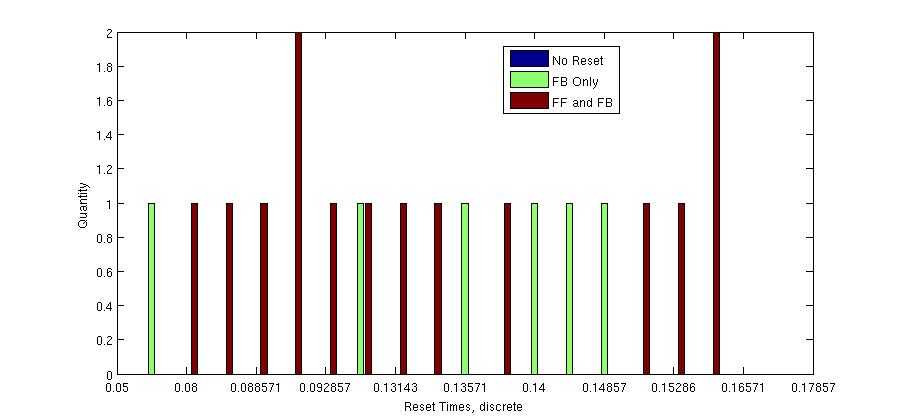 2
1.8
1.6
1.4
1.2
1
0.8
0.6
0.4
0.2
0
Quantity
No Reset
FB Only
FF and FB
0.05 0.08 0.088571 0.092857 0.13143 0.13571 0.14 0.14857 0.15286 0.16571 0.17857
Reset Times, discrete